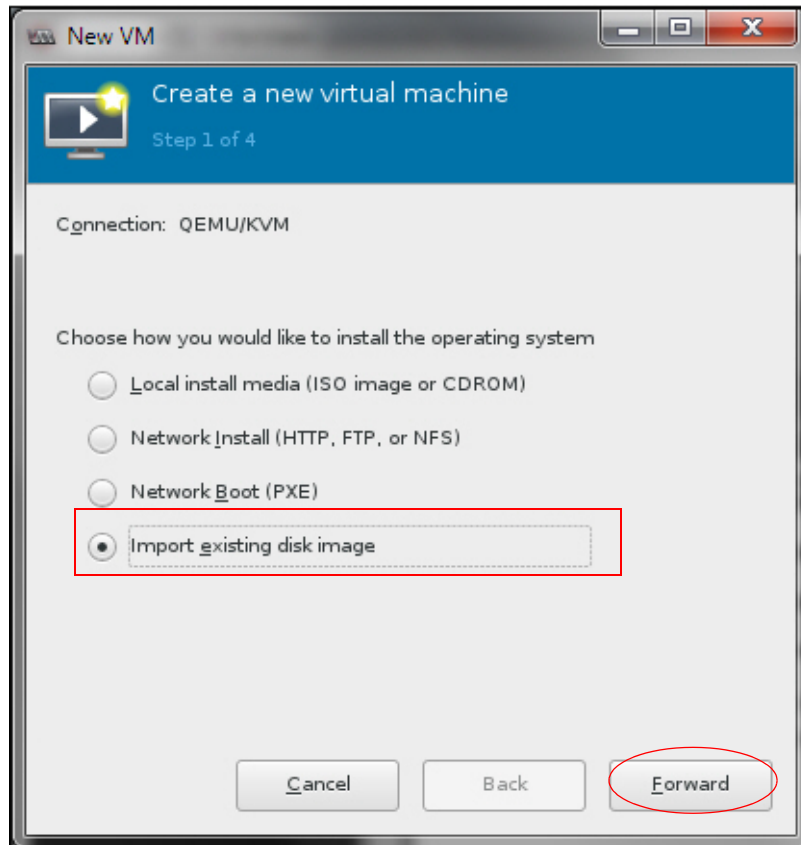 New VM
Create a new virtual machine
Step 1 of 4
Connection: QEMU/KVM
Choose how you would like to install the operating system
Local install media (ISO image or CDROM)
Network Install (HTTP, FTP, or NFS)
Network Boot (PXE)
Import existing disk image
Cancel Back Forward